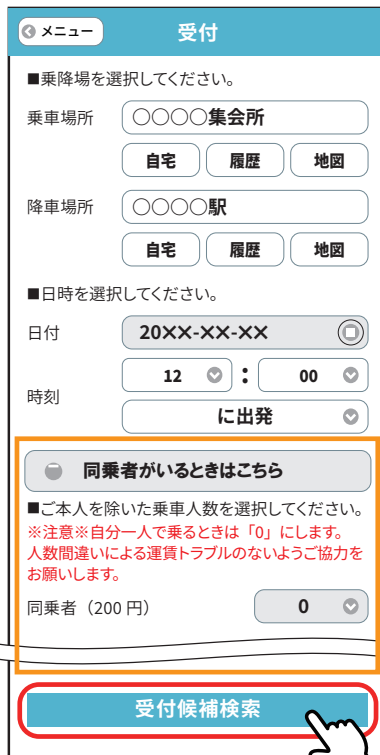 メニュー 受付
■乗降場を選択してください。
乗車場所 〇〇〇〇集会所
自宅 履歴 地図
降車場所 〇〇〇〇駅
自宅 履歴 地図
■日時を選択してください。
日付 20XX-XX-XX
時刻 12 : 00
に出発
同乗者がいるときはこちら
■ご本人を除いた乗車人数を選択してください。
※注意※自分一人で乗るときは「0」にします。
人数間違いによる運賃トラブルのないようご協力を
お願いします。
同乗者（200 円） 0
受付候補検索